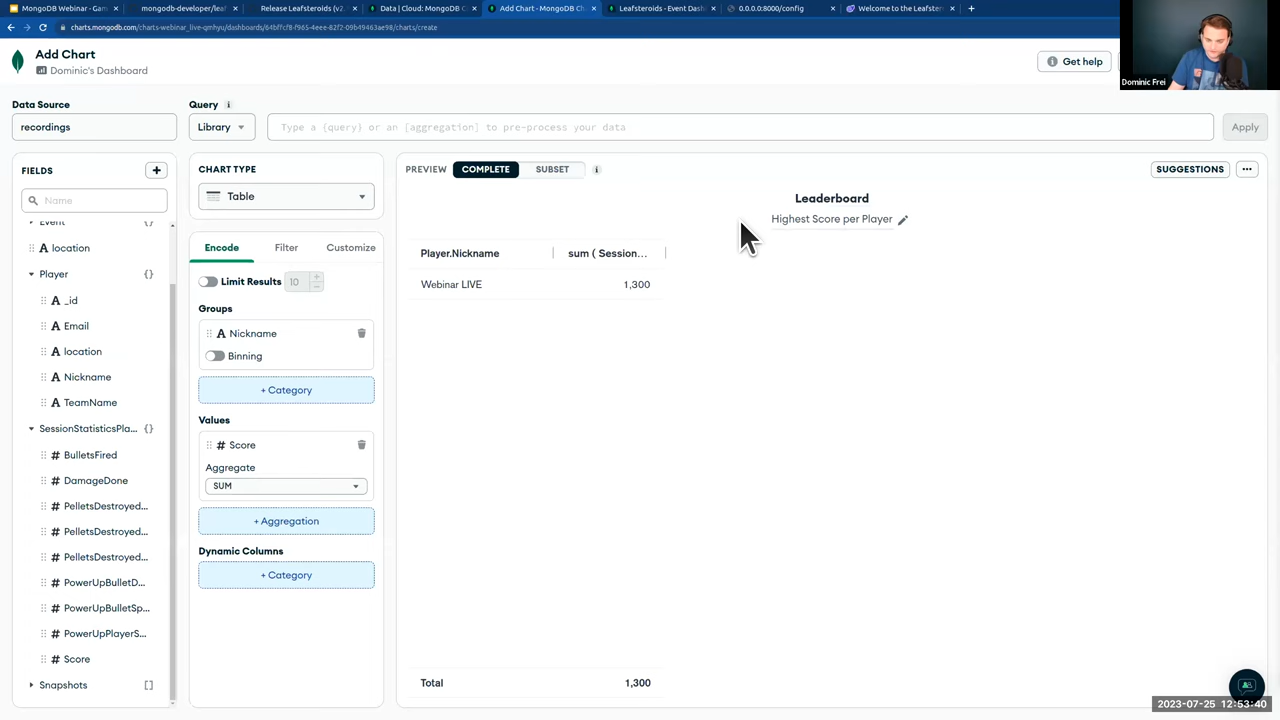 MongoDB Webinar - Gam
mongodb-developer/leaf
Release Leafsteroids (v2.
Data | Cloud: MongoDB C
Add Chart · MongoDB Ch
Leafsteroids - Event Dash
0.0.0.0:8000/config
Welcome to the Leafster
charts.mongodb.com/charts-webinar_live-qmhyu/dashboards/64bffcf8-f965-4eee-82f2-09b49463ae98/charts/create
Add Chart
Dominic's Dashboard
Get help
Dominic Frei
Data Source
Query
recordings
Library
Type a {query} or an [aggregation] to pre-process your data
Apply
FIELDS
Name
Event
{}
location
Player
{}
_id
Email
location
Nickname
TeamName
SessionStatisticsPla...
{}
BulletsFired
DamageDone
PelletsDestroyed...
PelletsDestroyed...
PelletsDestroyed...
PowerUpBulletD...
PowerUpBulletSp...
PowerUpPlayerS...
Score
Snapshots
[]
CHART TYPE
Table
Encode
Filter
Customize
Limit Results
10
Groups
Nickname
Binning
+ Category
Values
# Score
Aggregate
SUM
+ Aggregation
Dynamic Columns
+ Category
PREVIEW
COMPLETE
SUBSET
SUGGESTIONS
Leaderboard
Highest Score per Player
Player.Nickname
sum ( Session...
Webinar LIVE
1,300
Total
1,300
2023-07-25 12:53:40